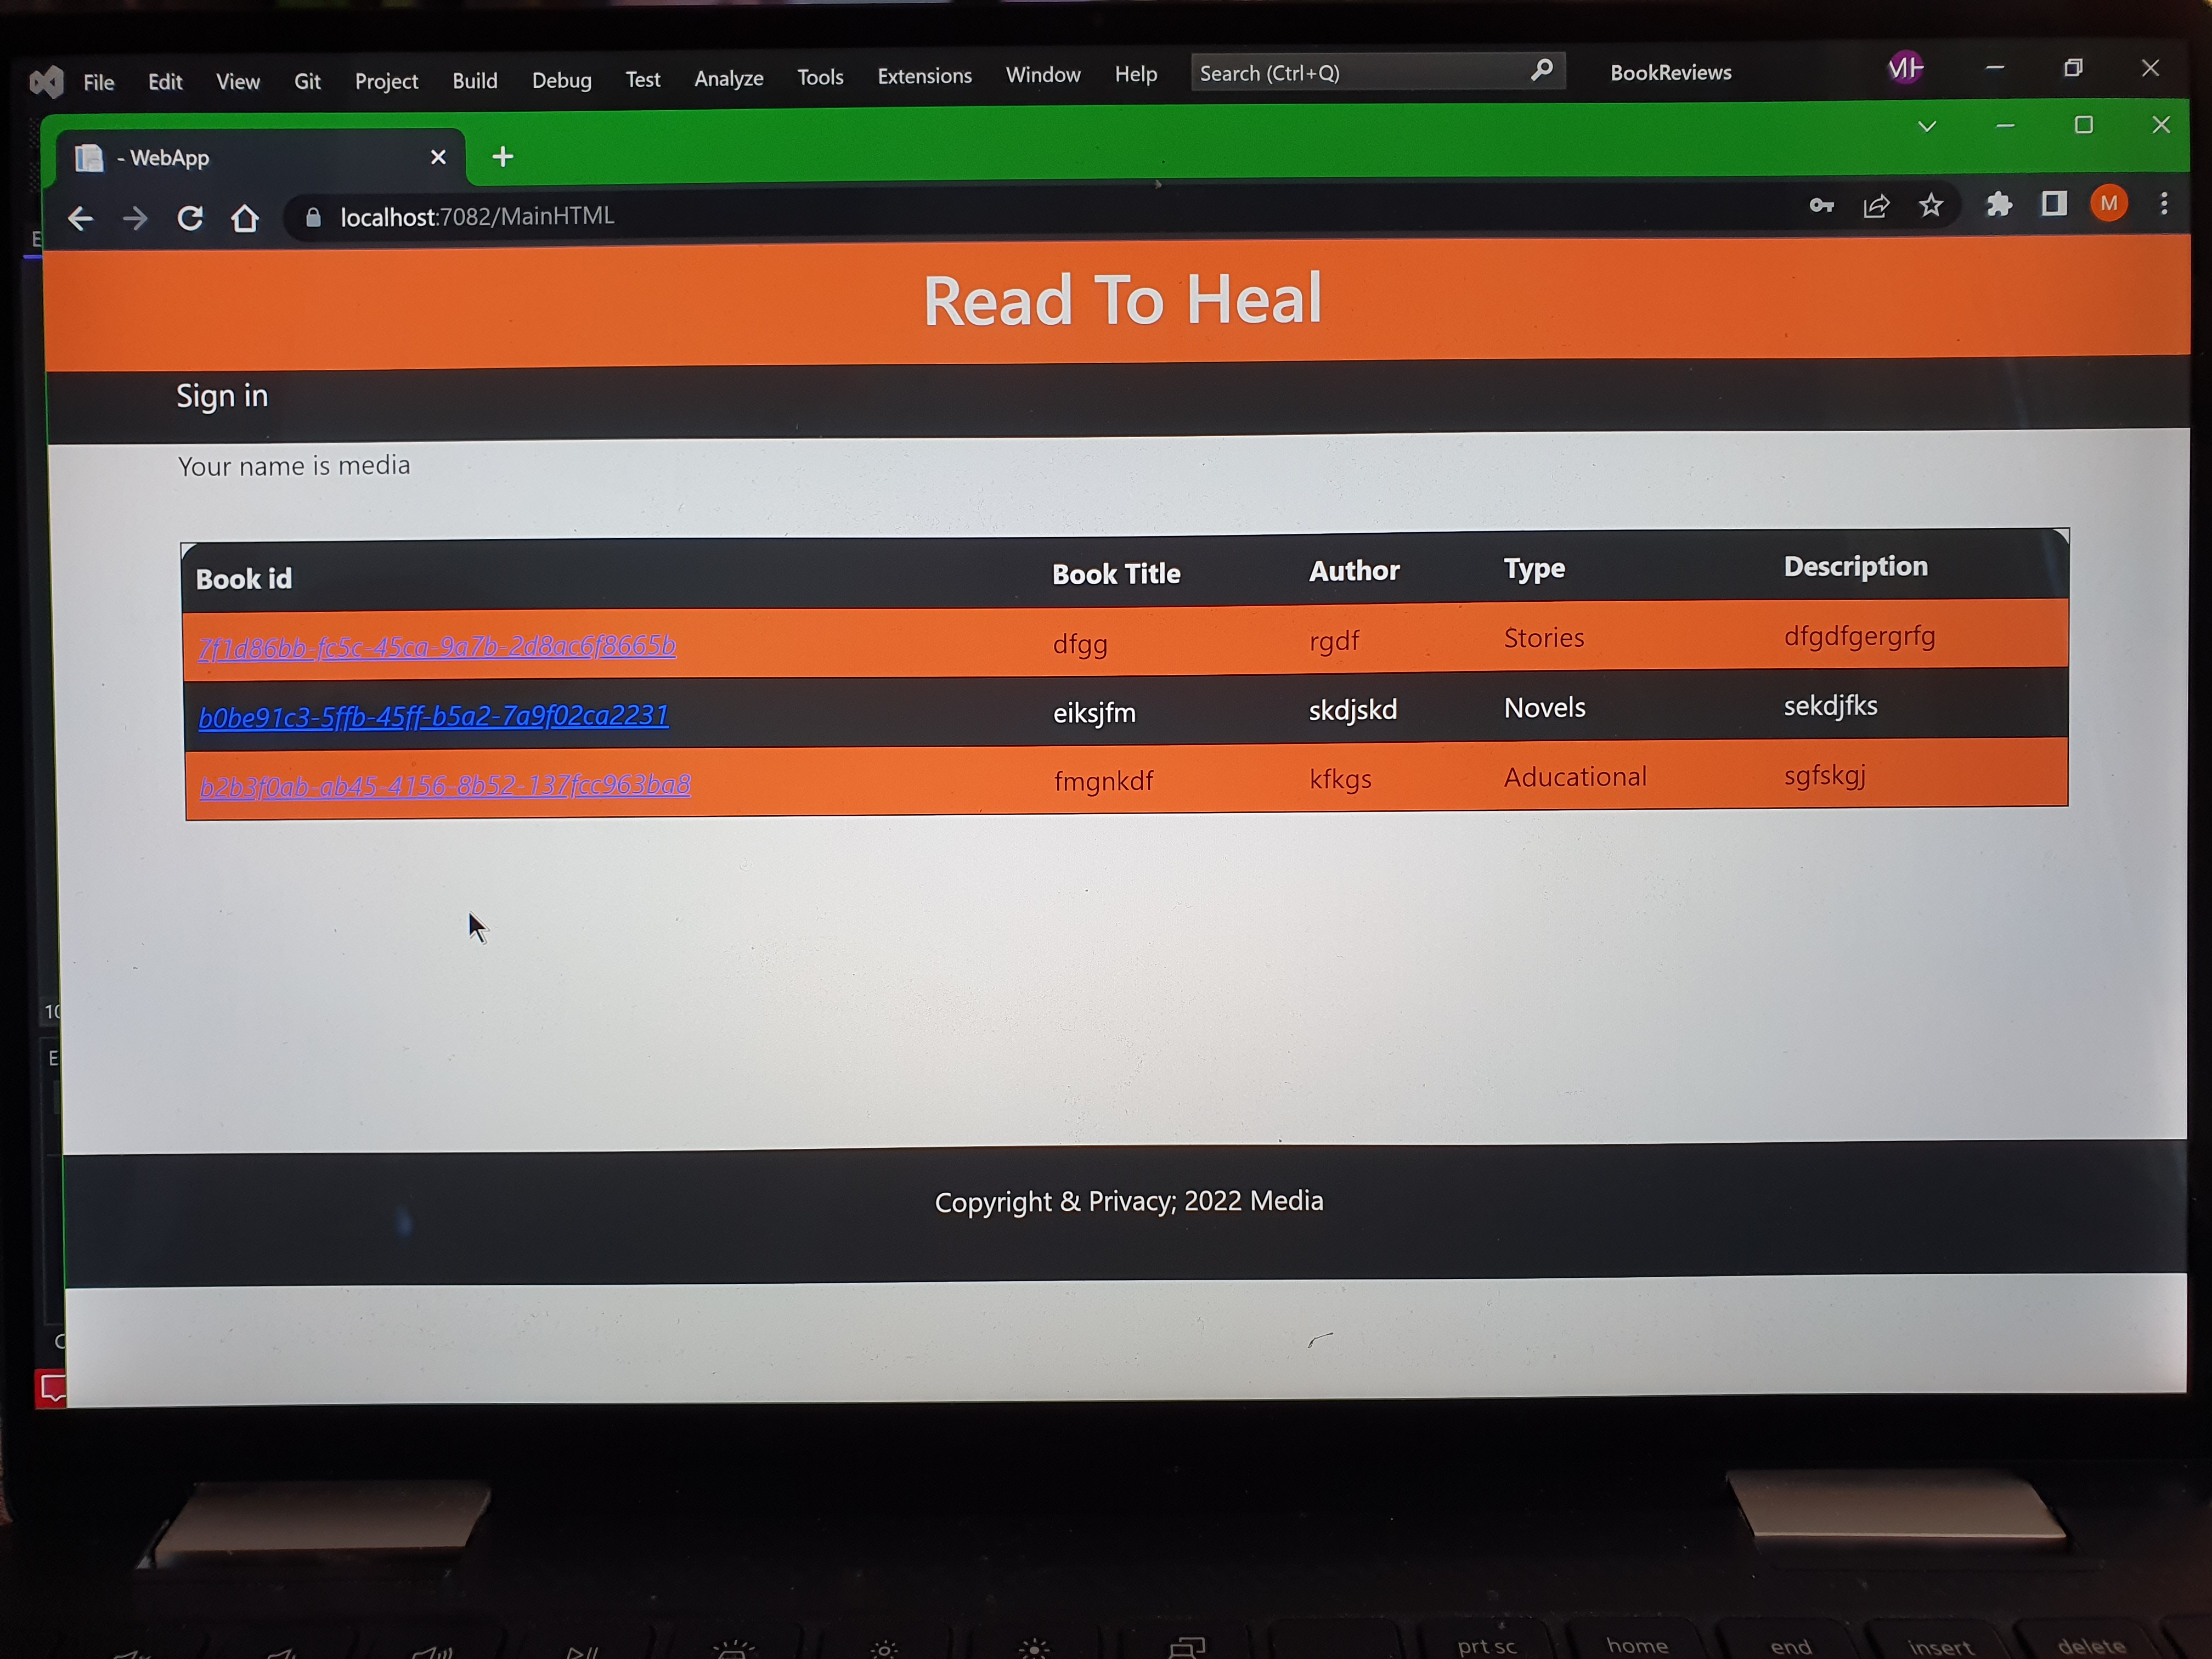 File Edit View Git Project Build Debug Test Analyze Tools Extensions Window Help Search (Ctrl+Q) BookReviews MH
- WebApp
localhost:7082/MainHTML M
Read To Heal
Sign in
Your name is media
Book id Book Title Author Type Description
7f1d86bb-fc5c-45ca-9a7b-2d8ac6f8665b dfgg rgdf Stories dfgdfgergrfg
b0be91c3-5ffb-45ff-b5a2-7a9f02ca2231 eiksjfm skdjskd Novels sekdjfks
b2b3f0ab-ab45-4156-8b52-137fcc963ba8 fmgnkdf kfkgs Aducational sgfskgj
Copyright & Privacy; 2022 Media
prt sc home end insert delete